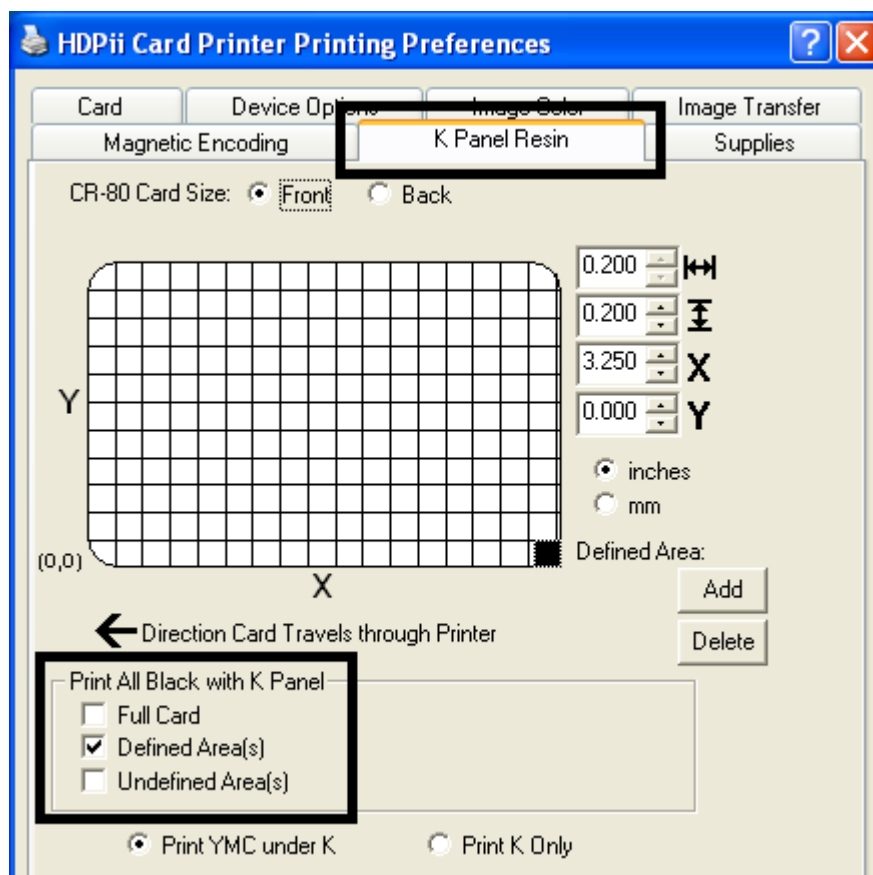 HDPii Card Printer Printing Preferences
Card Device Options Image Color Image Transfer
Magnetic Encoding K Panel Resin Supplies
CR-80 Card Size: Front Back
0.200
0.200
3.250 X
Y 0.000 Y
inches
mm
(0,0) Defined Area:
X Add
Direction Card Travels through Printer Delete
Print All Black with K Panel
Full Card
Defined Area(s)
Undefined Area(s)
Print YMC under K Print K Only